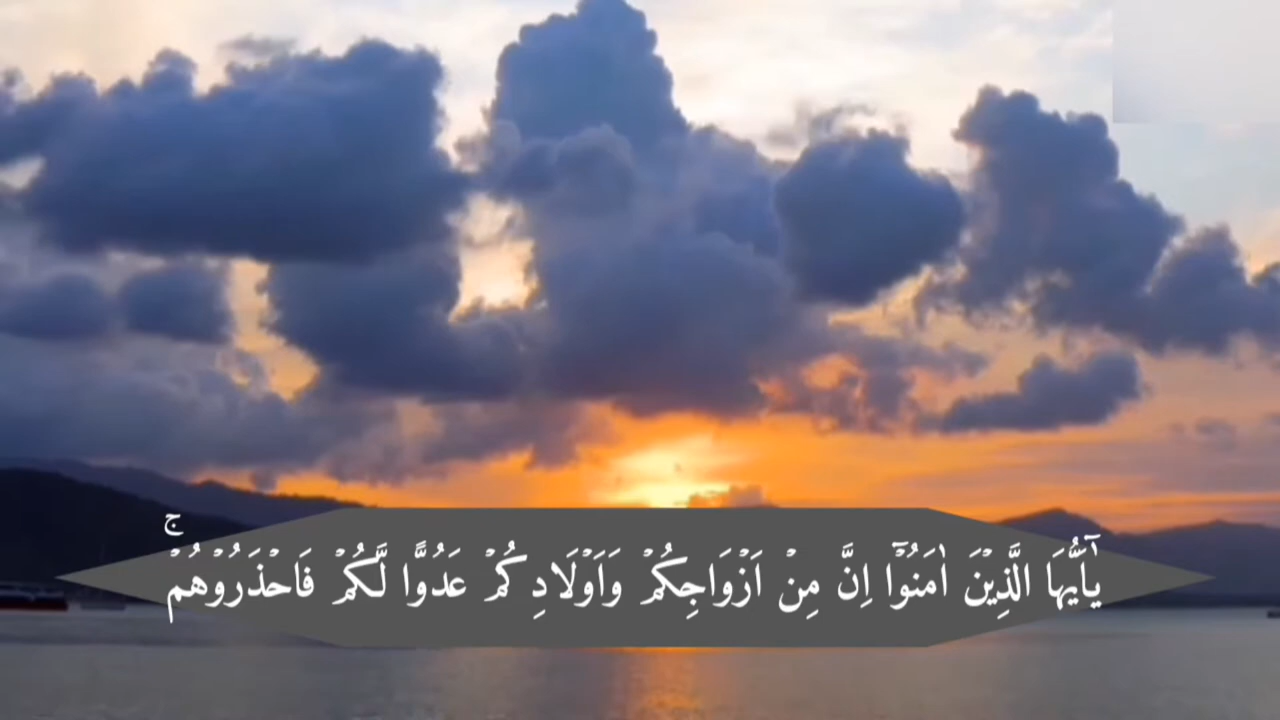 يٰٓاَيُّهَا الَّذِيْنَ اٰمَنُوْٓا اِنَّ مِنْ اَزْوَاجِكُمْ وَاَوْلَادِكُمْ عَدُوًّا لَّكُمْ فَاحْذَرُوْهُمْۚ